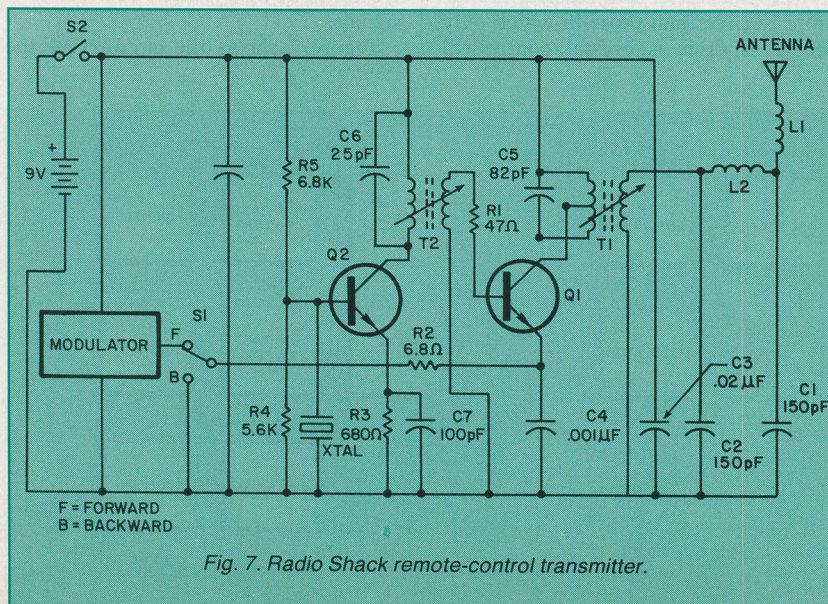 S2
ANTENNA
L1
C6
25pF
R5
6.8K
C5
82pF
+
9V
L2
R1
47Ω
T2
T1
Q2
Q1
MODULATOR
S1
F
B
R2
6.8Ω
C3
.02µF
C1
150pF
R4
5.6K
XTAL
R3
680Ω
C7
100pF
C4
.001µF
C2
150pF
F = FORWARD
B = BACKWARD
Fig. 7. Radio Shack remote-control transmitter.